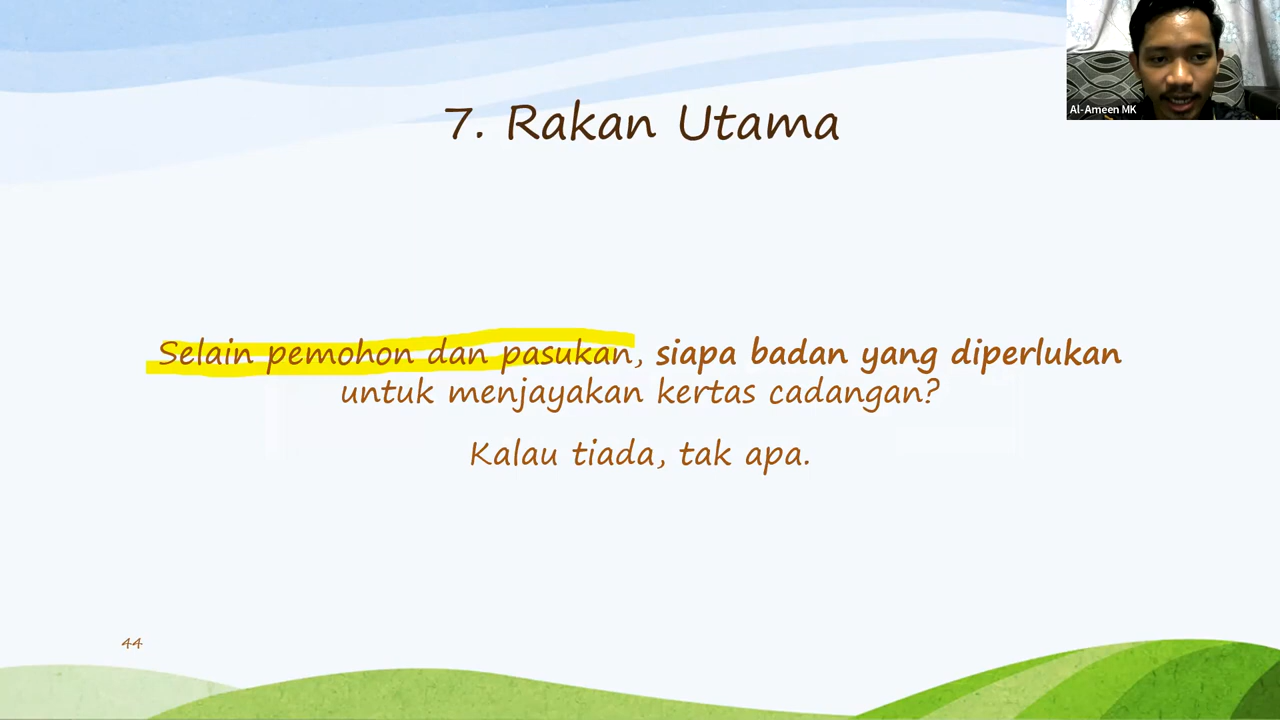 Al-Ameen MK
7. Rakan Utama
Selain pemohon dan pasukan, siapa badan yang diperlukan
untuk menjayakan kertas cadangan?
Kalau tiada, tak apa.
44